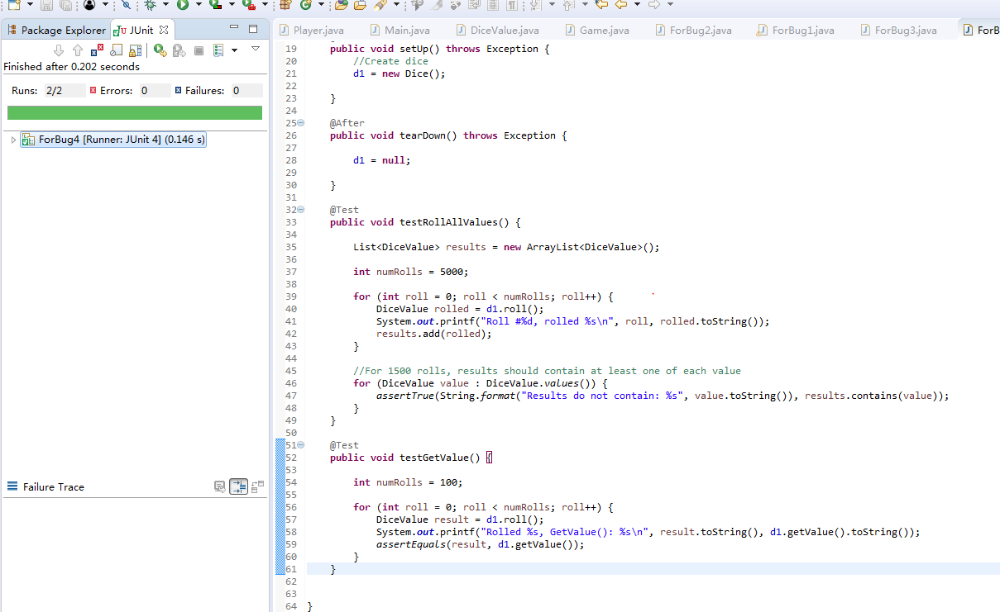 Package Explorer JUnit
Finished after 0.202 seconds
Runs: 2/2 Errors: 0 Failures: 0
ForBug4 [Runner: JUnit 4] (0.146 s)
Failure Trace
Player.java Main.java DiceValue.java Game.java ForBug2.java ForBug1.java ForBug3.java ForB
19 public void setUp() throws Exception {
20 //Create dice
21 d1 = new Dice();
22
23 }
24
25 @After
26 public void tearDown() throws Exception {
27
28 d1 = null;
29
30 }
31
32 @Test
33 public void testRollAllValues() {
34
35 List<DiceValue> results = new ArrayList<DiceValue>();
36
37 int numRolls = 5000;
38
39 for (int roll = 0; roll < numRolls; roll++) {
40 DiceValue rolled = d1.roll();
41 System.out.printf("Roll #%d, rolled %s\n", roll, rolled.toString());
42 results.add(rolled);
43 }
44
45 //For 1500 rolls, results should contain at least one of each value
46 for (DiceValue value : DiceValue.values()) {
47 assertTrue(String.format("Results do not contain: %s", value.toString()), results.contains(value));
48 }
49 }
50
51 @Test
52 public void testGetValue() {
53
54 int numRolls = 100;
55
56 for (int roll = 0; roll < numRolls; roll++) {
57 DiceValue result = d1.roll();
58 System.out.printf("Rolled %s, GetValue(): %s\n", result.toString(), d1.getValue().toString());
59 assertEquals(result, d1.getValue());
60 }
61 }
62
63
64 }